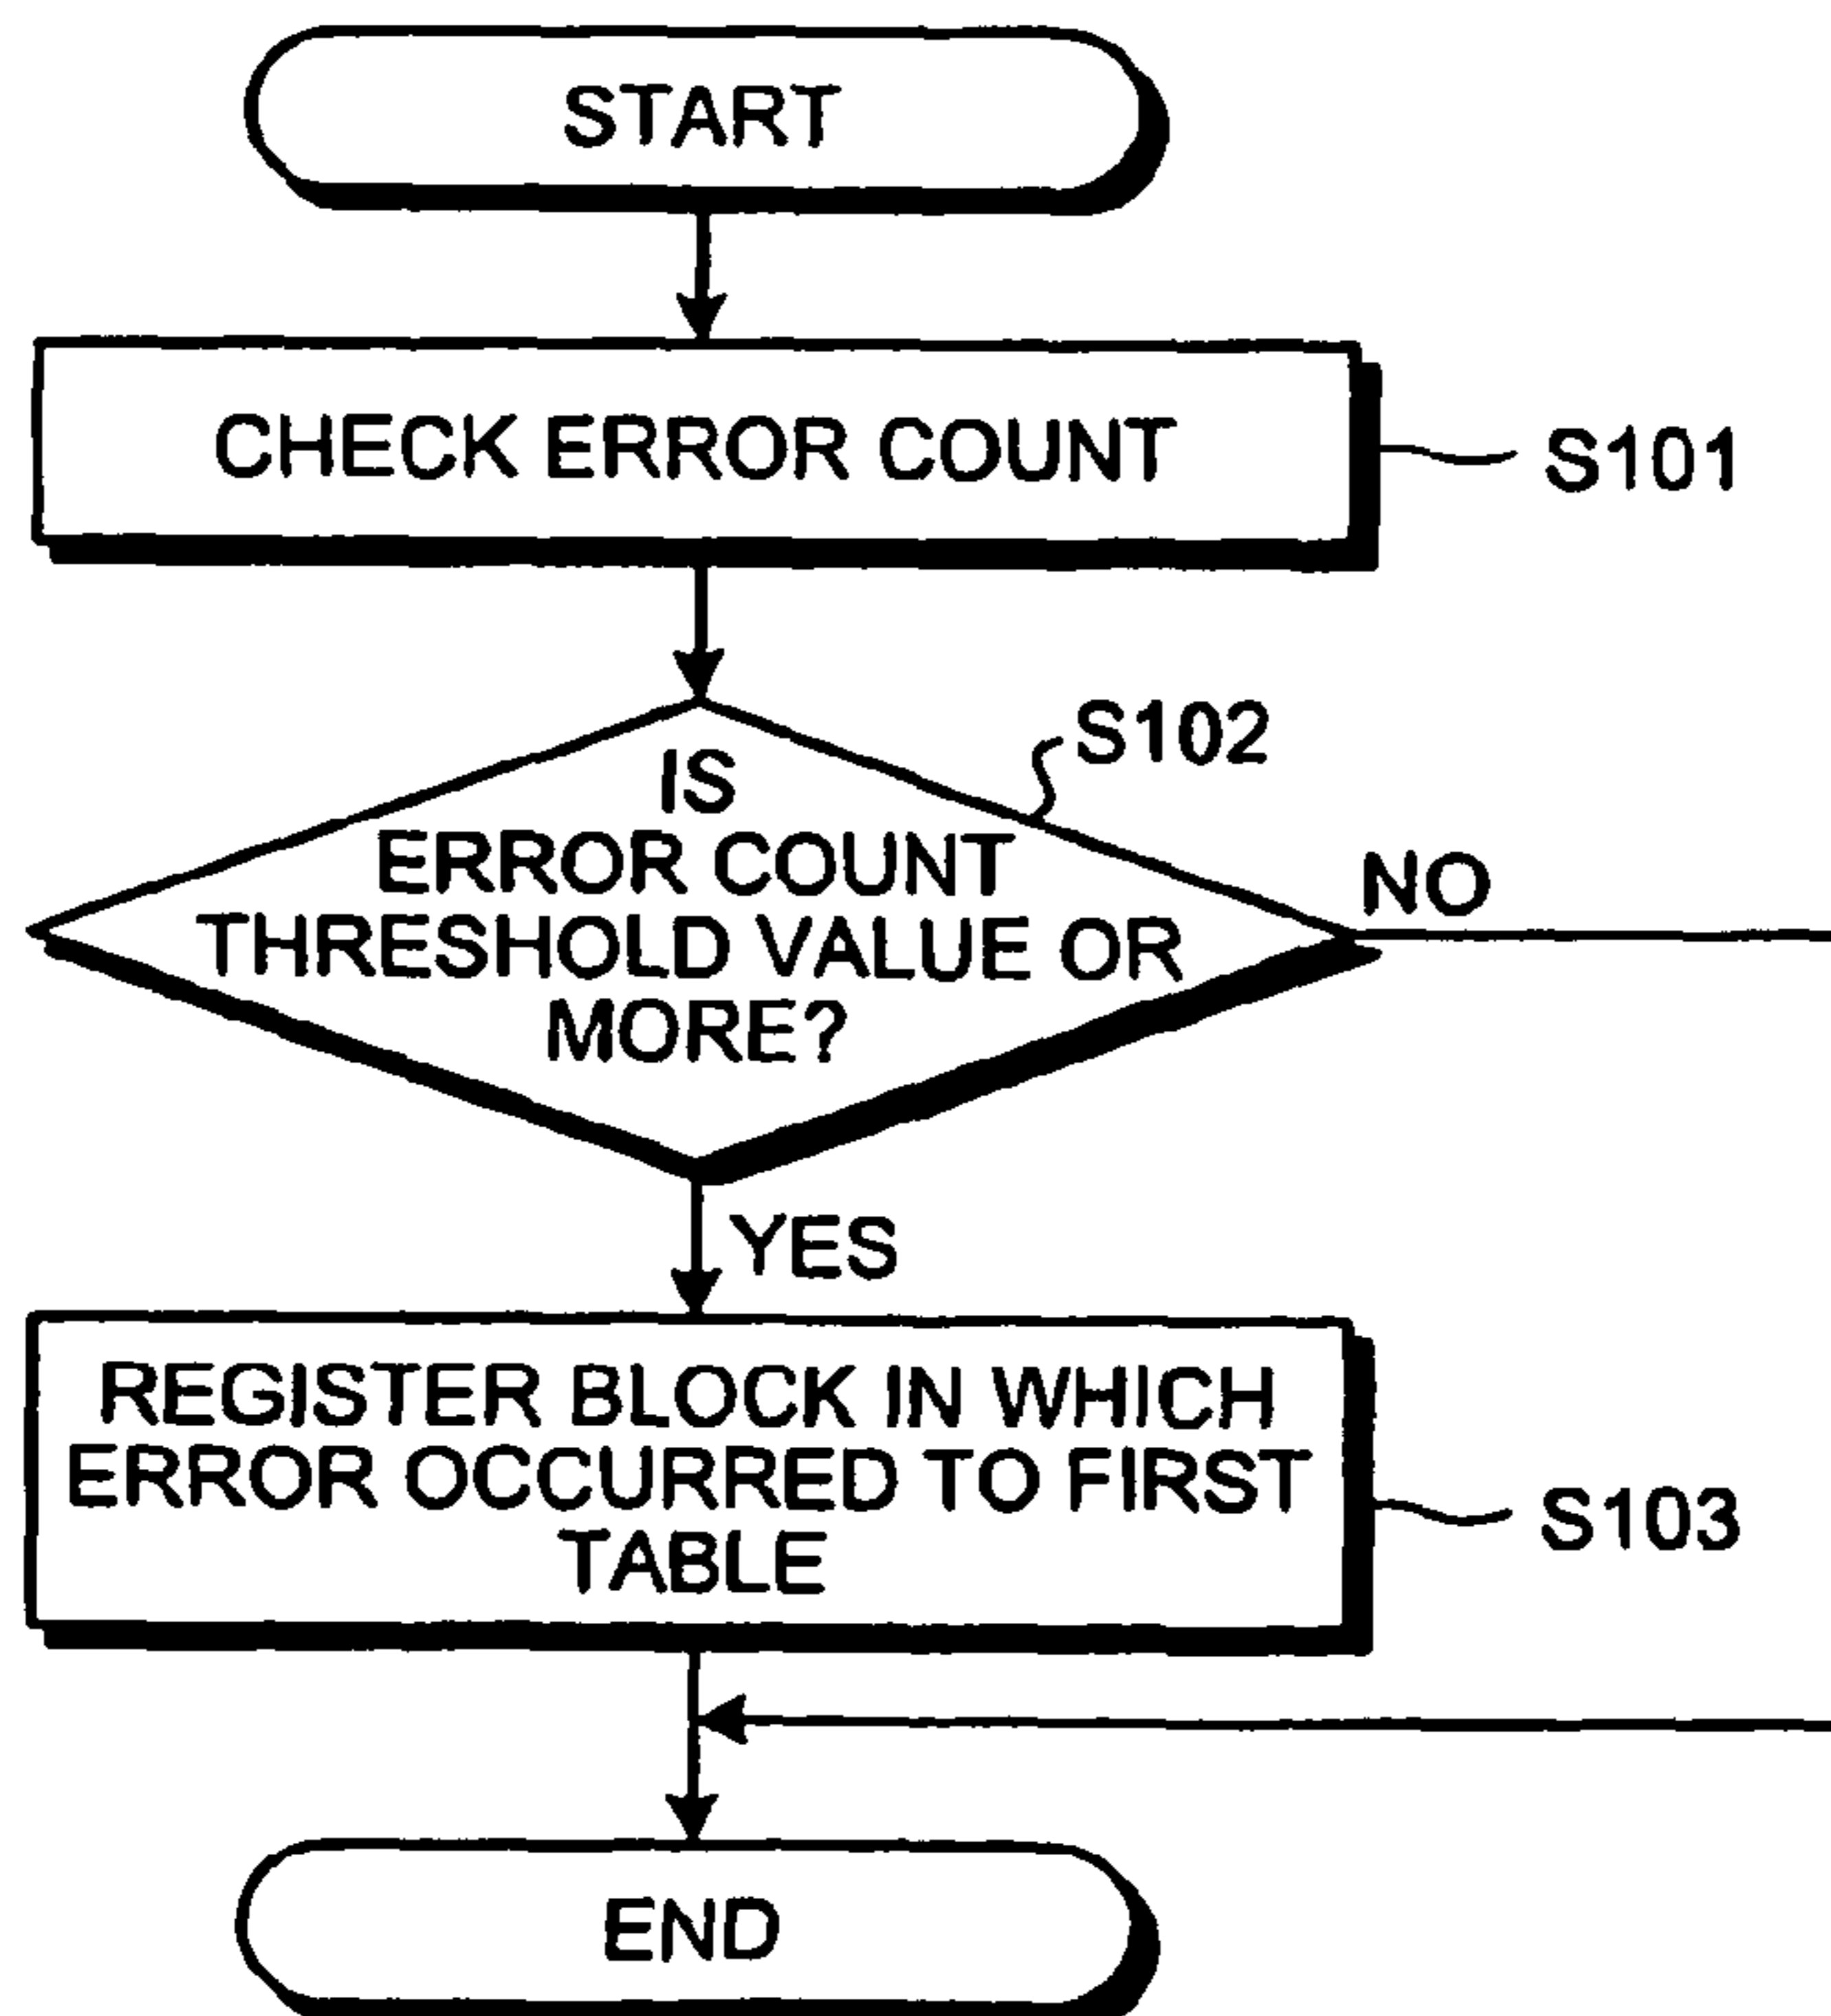 START
CHECK ERROR COUNT
S101
S102
IS
ERROR COUNT
THRESHOLD VALUE OR
MORE?
NO
YES
REGISTER BLOCK IN WHICH
ERROR OCCURRED TO FIRST
TABLE
S103
END